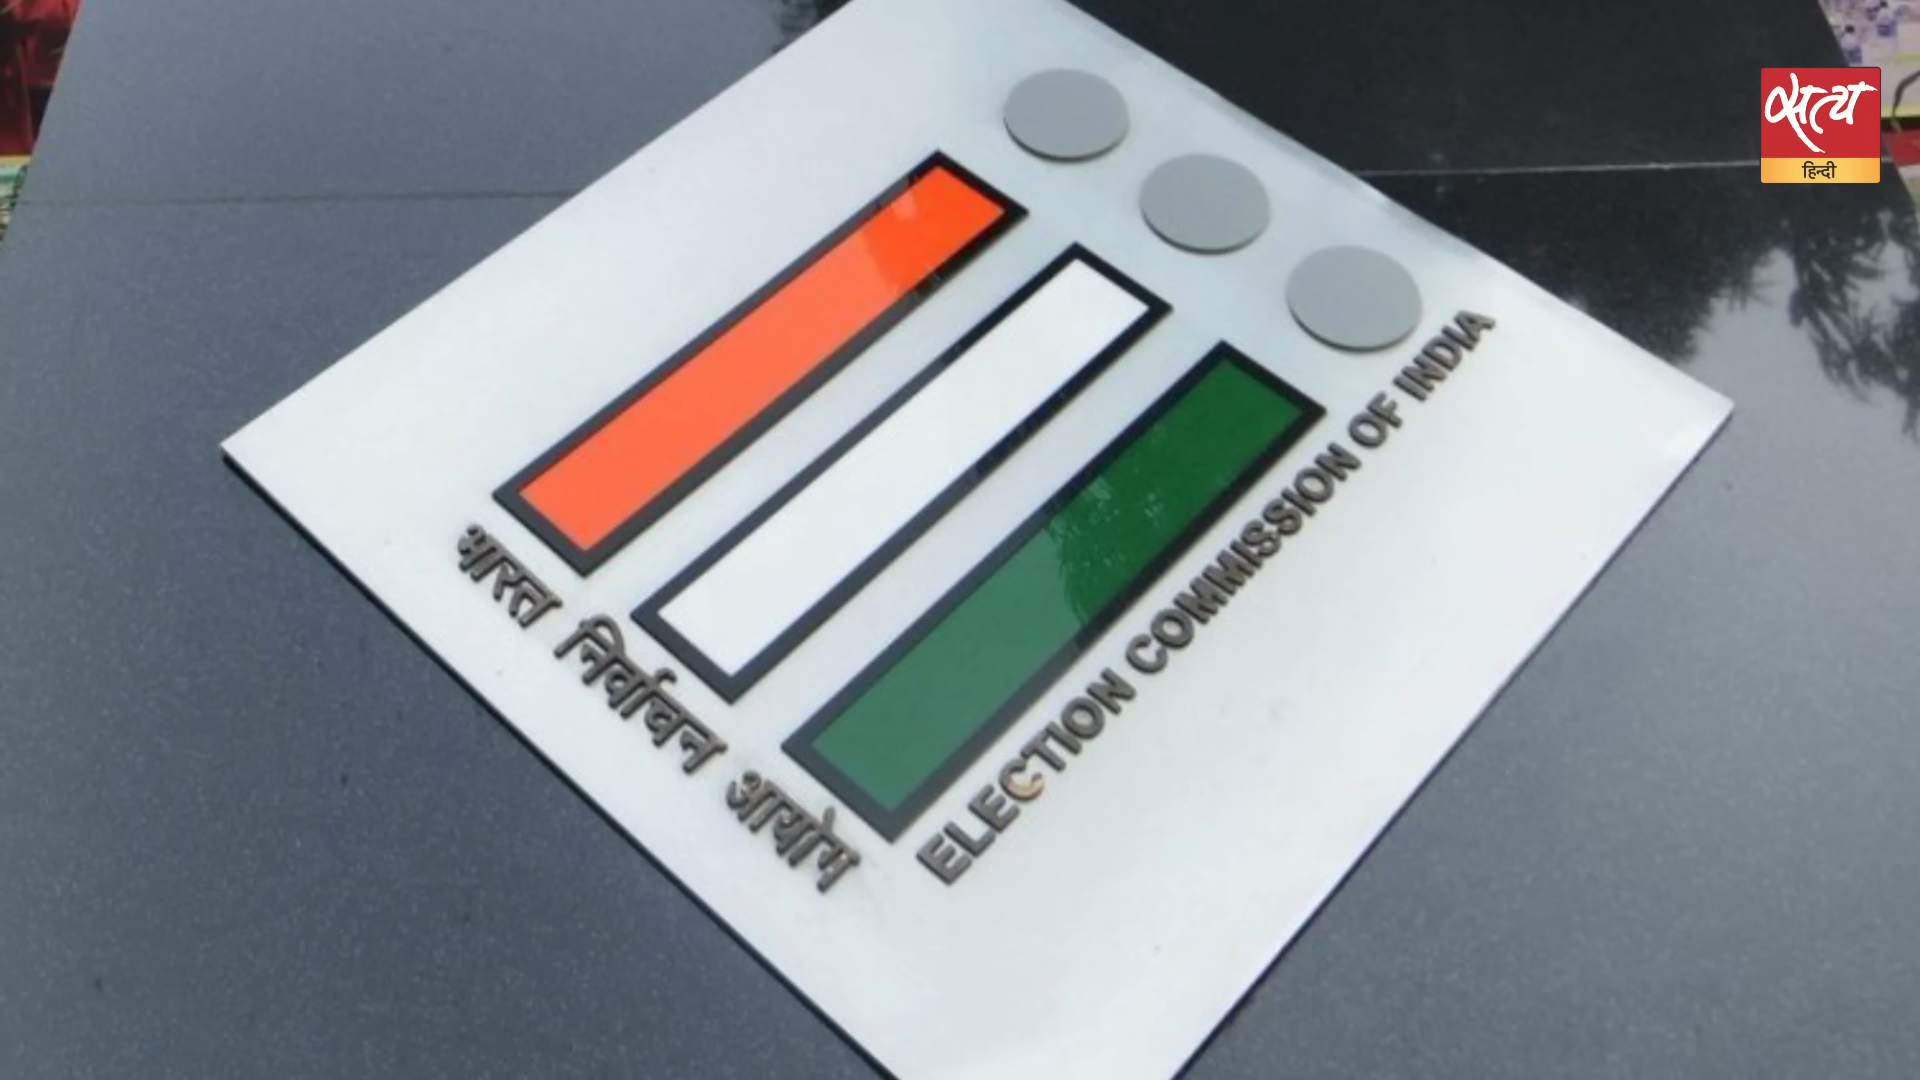 सत्य
हिन्दी
भारत निर्वाचन आयोग
ELECTION COMMISSION OF INDIA